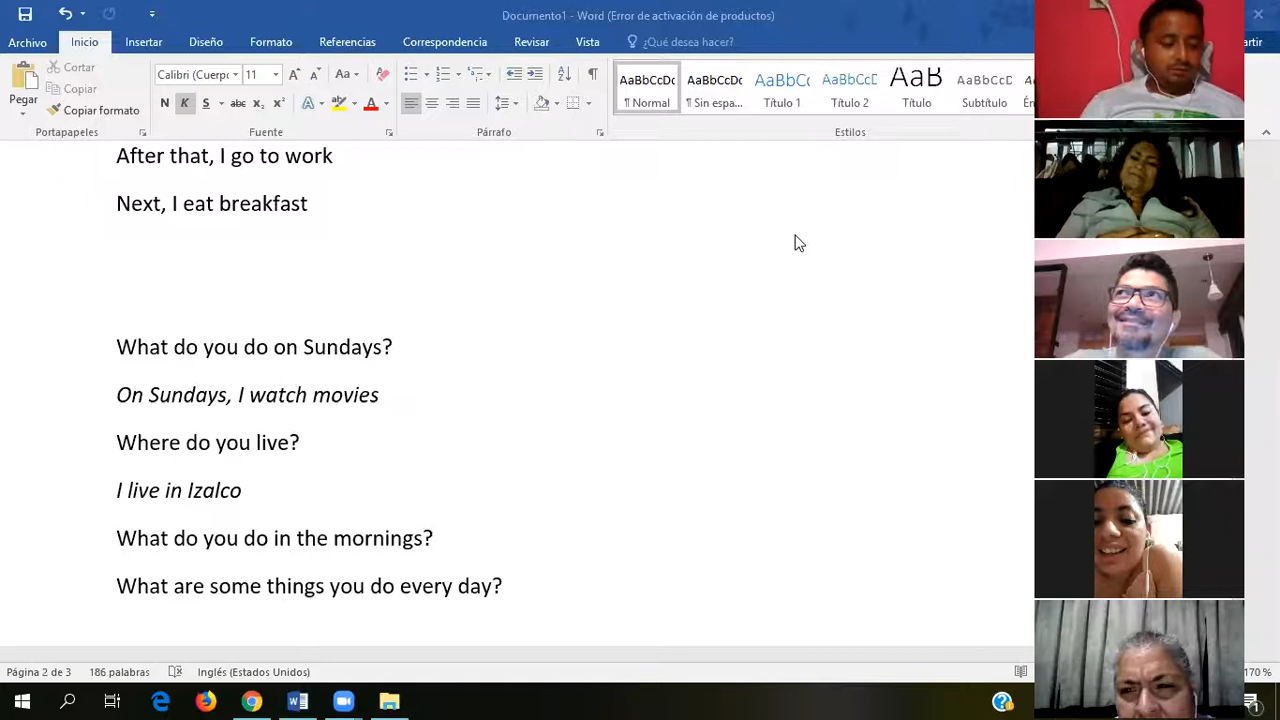 Documento1 - Word (Error de activación de productos)
Archivo Inicio Insertar Diseño Formato Referencias Correspondencia Revisar Vista ¿Qué desea hacer? rtir
Pegar
Cortar
Copiar
Copiar formato
Portapapeles
Calibri (Cuerpo 11
N K S abc x₂ x²
Fuente
Párrafo
AaBbCcDc AaBbCcDc AaBbCc AaBbCcD AaB AaBbCcD
¶ Normal ¶ Sin espa... Título 1 Título 2 Título Subtítulo
Estilos
After that, I go to work
Next, I eat breakfast
What do you do on Sundays?
On Sundays, I watch movies
Where do you live?
I live in Izalco
What do you do in the mornings?
What are some things you do every day?
Página 2 de 3 186 palabras Inglés (Estados Unidos) 170 %